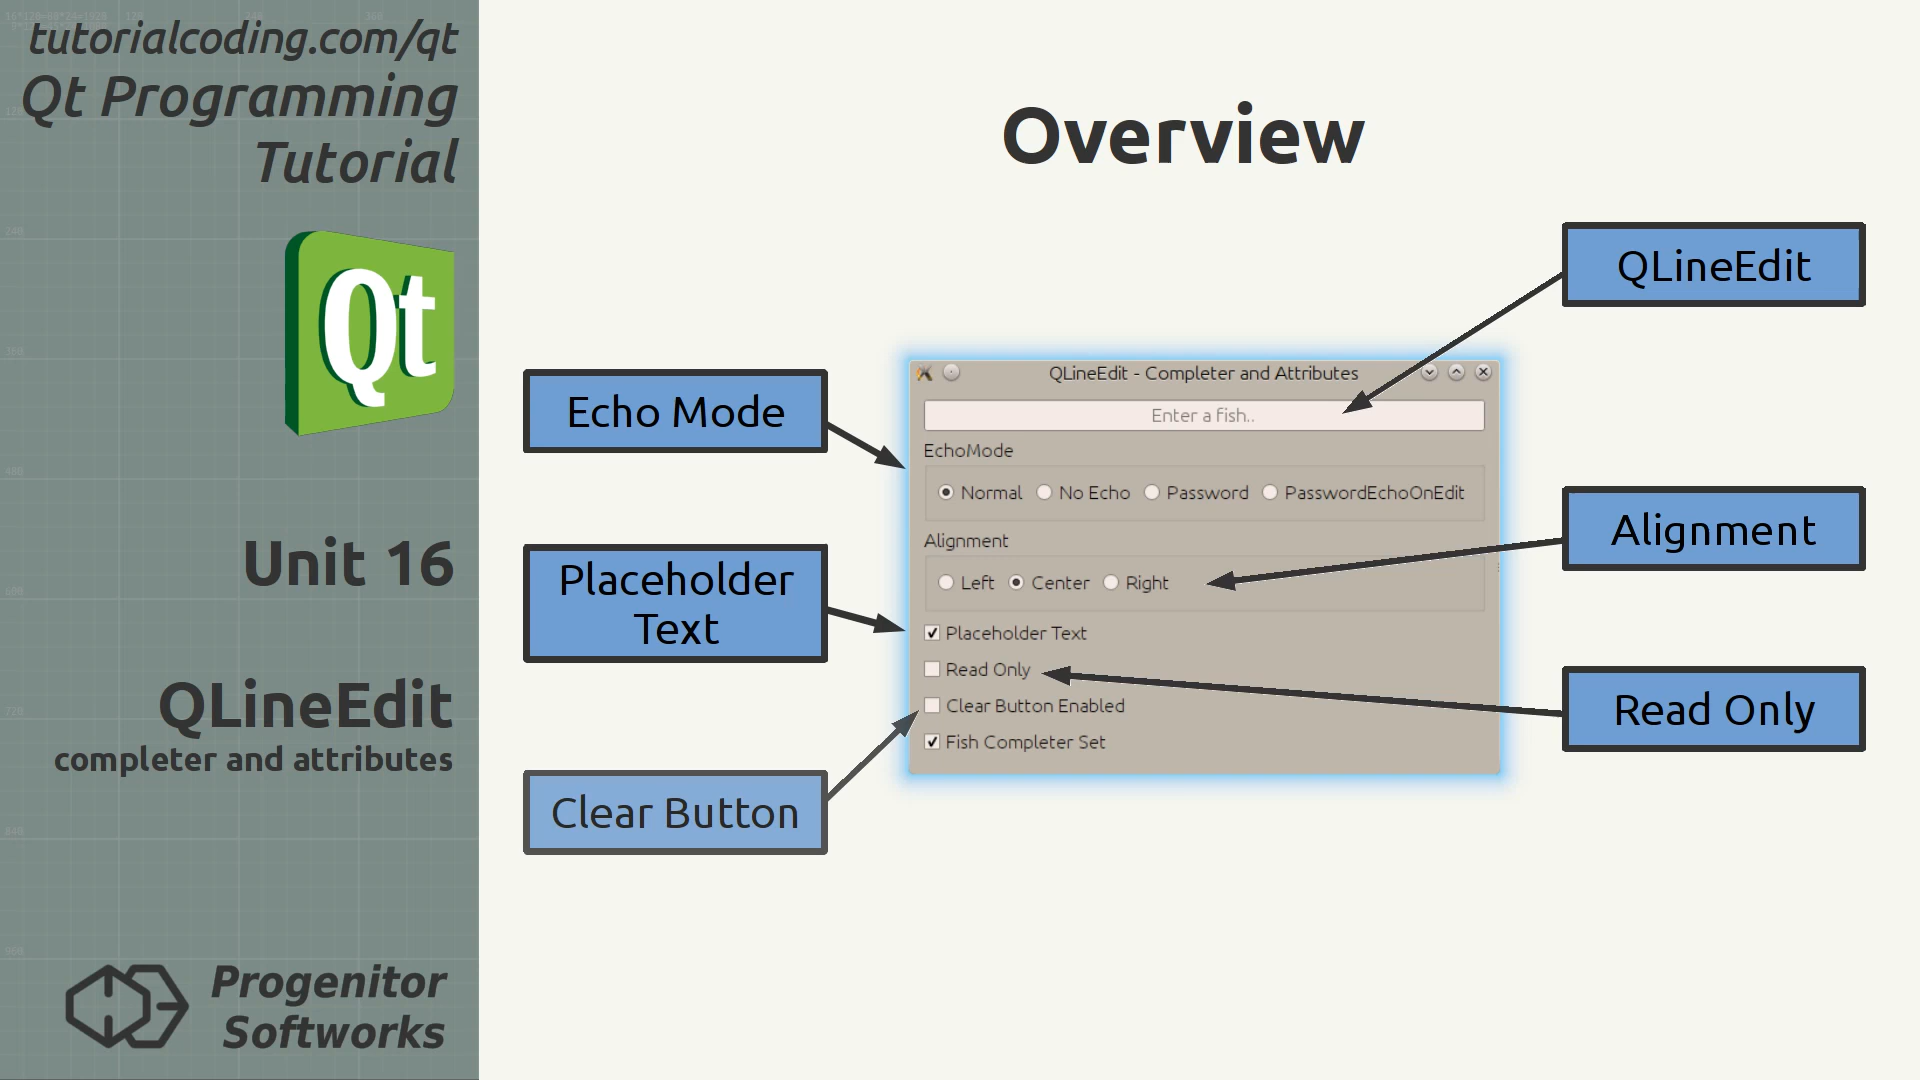 tutorialcoding.com/qt
Qt Programming
Tutorial
Qt
Unit 16
QLineEdit
completer and attributes
Progenitor
Softworks
Overview
QLineEdit
Echo Mode
Alignment
Placeholder
Text
Read Only
Clear Button
QLineEdit - Completer and Attributes
Enter a fish..
EchoMode
Normal No Echo Password PasswordEchoOnEdit
Alignment
Left Center Right
Placeholder Text
Read Only
Clear Button Enabled
Fish Completer Set